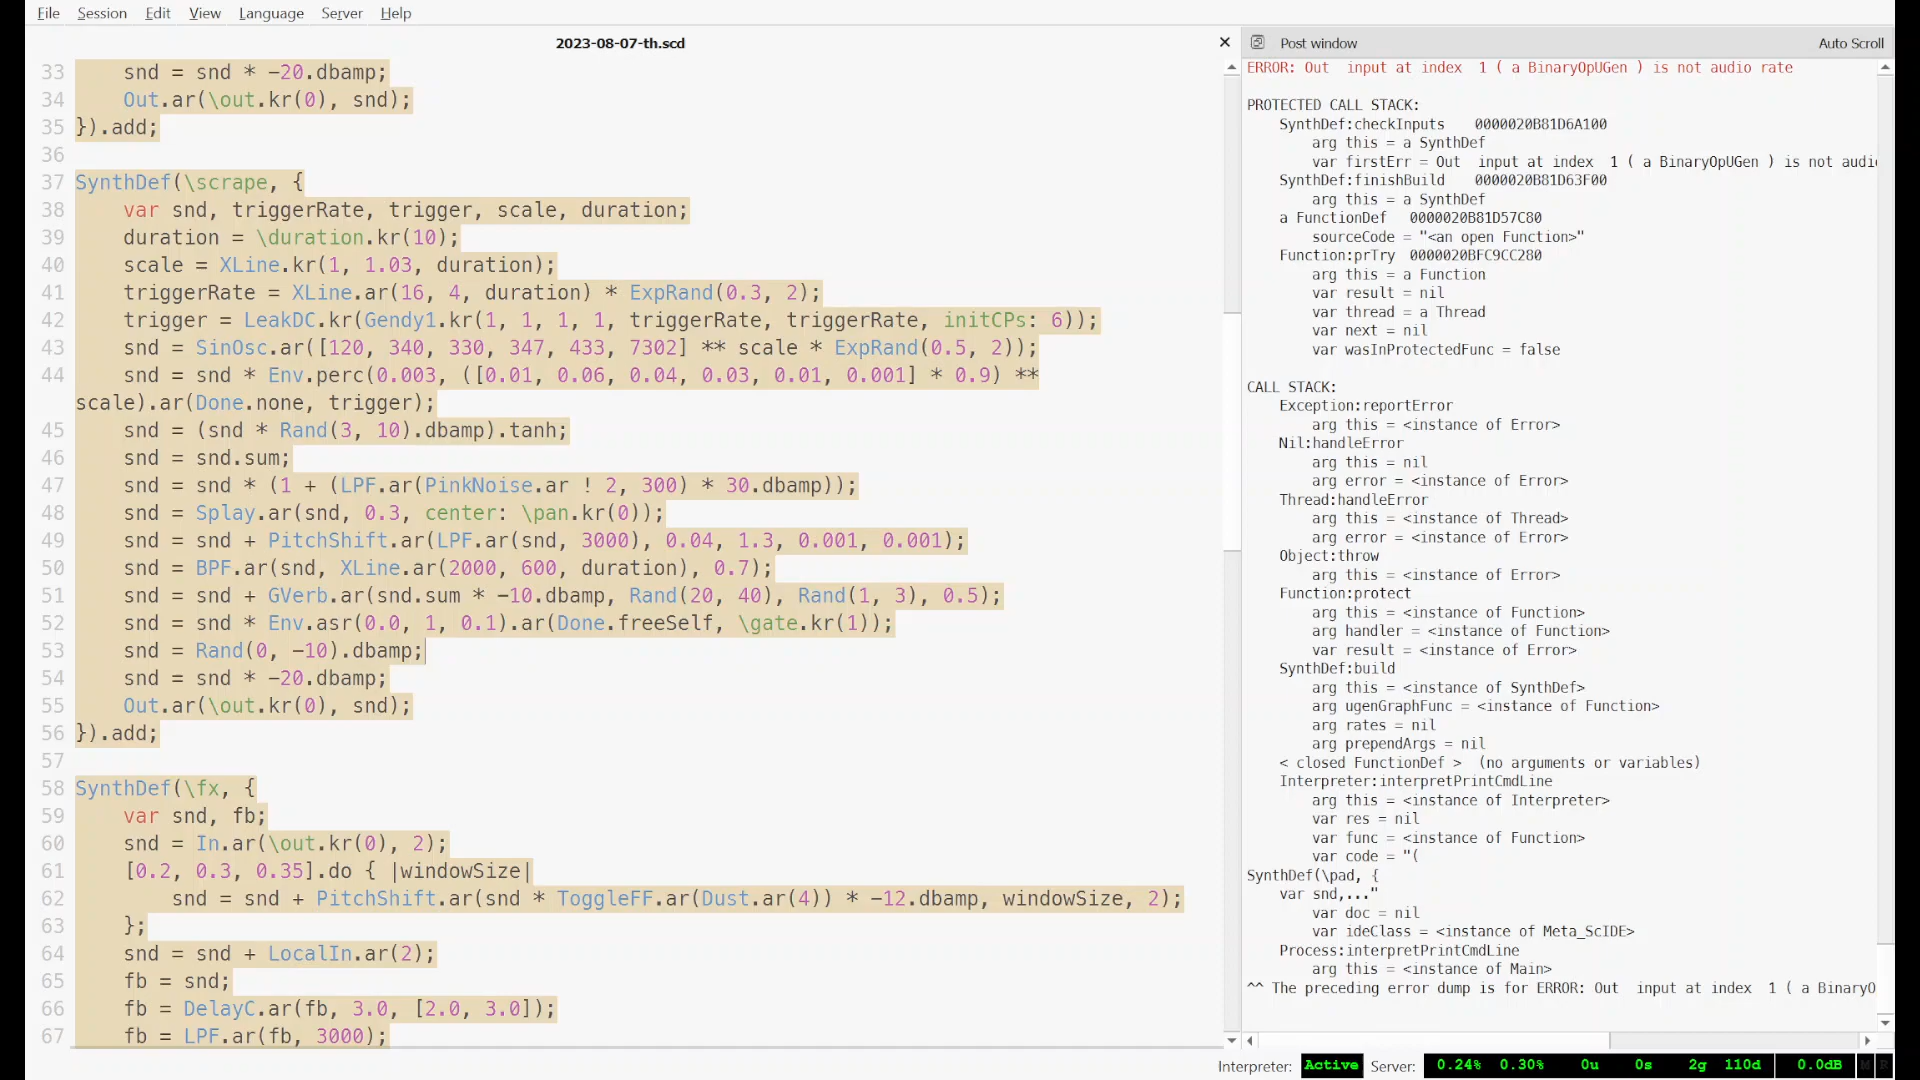 File Session Edit View Language Server Help
2023-08-07-th.scd
33 snd = snd * -20.dbamp;
34 Out.ar(\out.kr(0), snd);
35 }).add;
36
37 SynthDef(\scrape, {
38 var snd, triggerRate, trigger, scale, duration;
39 duration = \duration.kr(10);
40 scale = XLine.kr(1, 1.03, duration);
41 triggerRate = XLine.ar(16, 4, duration) * ExpRand(0.3, 2);
42 trigger = LeakDC.kr(Gendy1.kr(1, 1, 1, 1, triggerRate, triggerRate, initCPs: 6));
43 snd = SinOsc.ar([120, 340, 330, 347, 433, 7302] ** scale * ExpRand(0.5, 2));
44 snd = snd * Env.perc(0.003, ([0.01, 0.06, 0.04, 0.03, 0.01, 0.001] * 0.9) **
scale).ar(Done.none, trigger);
45 snd = (snd * Rand(3, 10).dbamp).tanh;
46 snd = snd.sum;
47 snd = snd * (1 + (LPF.ar(PinkNoise.ar ! 2, 300) * 30.dbamp));
48 snd = Splay.ar(snd, 0.3, center: \pan.kr(0));
49 snd = snd + PitchShift.ar(LPF.ar(snd, 3000), 0.04, 1.3, 0.001, 0.001);
50 snd = BPF.ar(snd, XLine.ar(2000, 600, duration), 0.7);
51 snd = snd + GVerb.ar(snd.sum * -10.dbamp, Rand(20, 40), Rand(1, 3), 0.5);
52 snd = snd * Env.asr(0.0, 1, 0.1).ar(Done.freeSelf, \gate.kr(1));
53 snd = Rand(0, -10).dbamp;
54 snd = snd * -20.dbamp;
55 Out.ar(\out.kr(0), snd);
56 }).add;
57
58 SynthDef(\fx, {
59 var snd, fb;
60 snd = In.ar(\out.kr(0), 2);
61 [0.2, 0.3, 0.35].do { |windowSize|
62 snd = snd + PitchShift.ar(snd * ToggleFF.ar(Dust.ar(4)) * -12.dbamp, windowSize, 2);
63 };
64 snd = snd + LocalIn.ar(2);
65 fb = snd;
66 fb = DelayC.ar(fb, 3.0, [2.0, 3.0]);
67 fb = LPF.ar(fb, 3000);
Post window Auto Scroll
ERROR: Out input at index 1 ( a BinaryOpUGen ) is not audio rate
PROTECTED CALL STACK:
SynthDef:checkInputs 0000020B81D6A100
arg this = a SynthDef
var firstErr = Out input at index 1 ( a BinaryOpUGen ) is not audi
SynthDef:finishBuild 0000020B81D63F00
arg this = a SynthDef
a FunctionDef 0000020B81D57C80
sourceCode = "<an open Function>"
Function:prTry 0000020BFC9CC280
arg this = a Function
var result = nil
var thread = a Thread
var next = nil
var wasInProtectedFunc = false
CALL STACK:
Exception:reportError
arg this = <instance of Error>
Nil:handleError
arg this = nil
arg error = <instance of Error>
Thread:handleError
arg this = <instance of Thread>
arg error = <instance of Error>
Object:throw
arg this = <instance of Error>
Function:protect
arg this = <instance of Function>
arg handler = <instance of Function>
var result = <instance of Error>
SynthDef:build
arg this = <instance of SynthDef>
arg ugenGraphFunc = <instance of Function>
arg rates = nil
arg prependArgs = nil
< closed FunctionDef > (no arguments or variables)
Interpreter:interpretPrintCmdLine
arg this = <instance of Interpreter>
var res = nil
var func = <instance of Function>
var code = "(
SynthDef(\pad, {
var snd,..."
var doc = nil
var ideClass = <instance of Meta_ScIDE>
Process:interpretPrintCmdLine
arg this = <instance of Main>
^^ The preceding error dump is for ERROR: Out input at index 1 ( a BinaryO
Interpreter: Active Server: 0.24% 0.30% 0u 0s 2g 110d 0.0dB M R